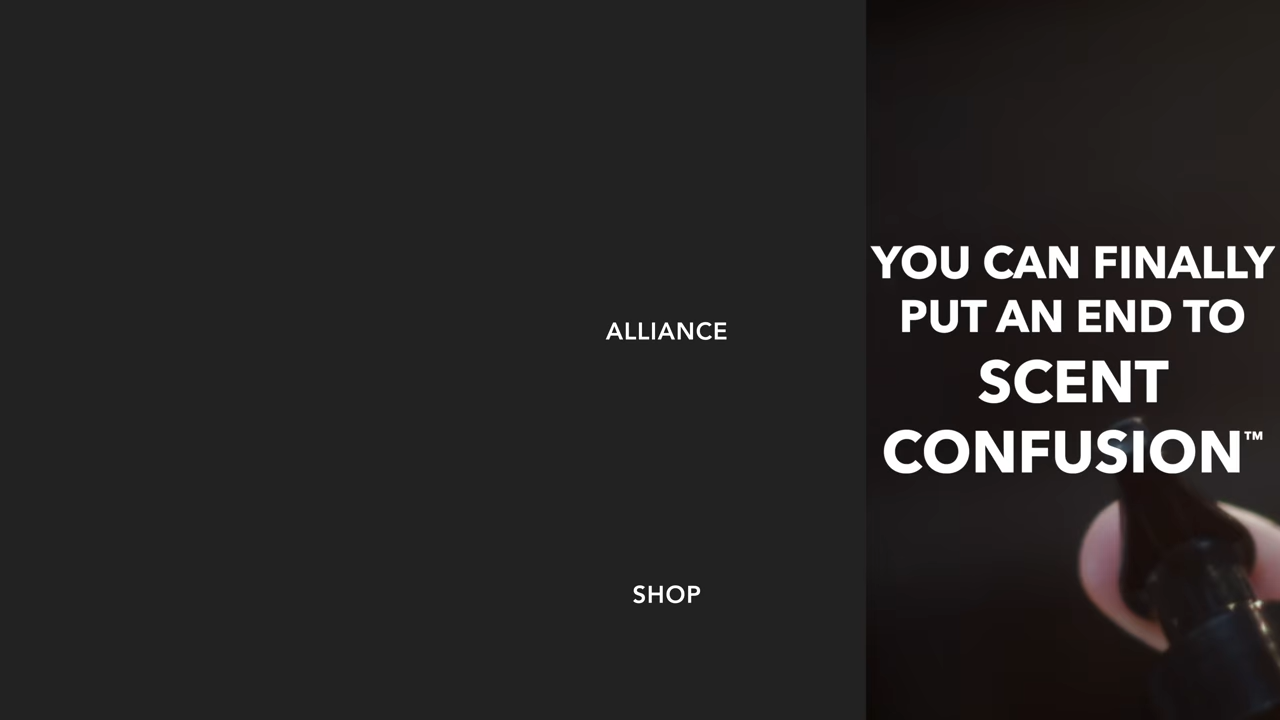 ALLIANCE
SHOP
YOU CAN FINALLY
PUT AN END TO
SCENT
CONFUSION™